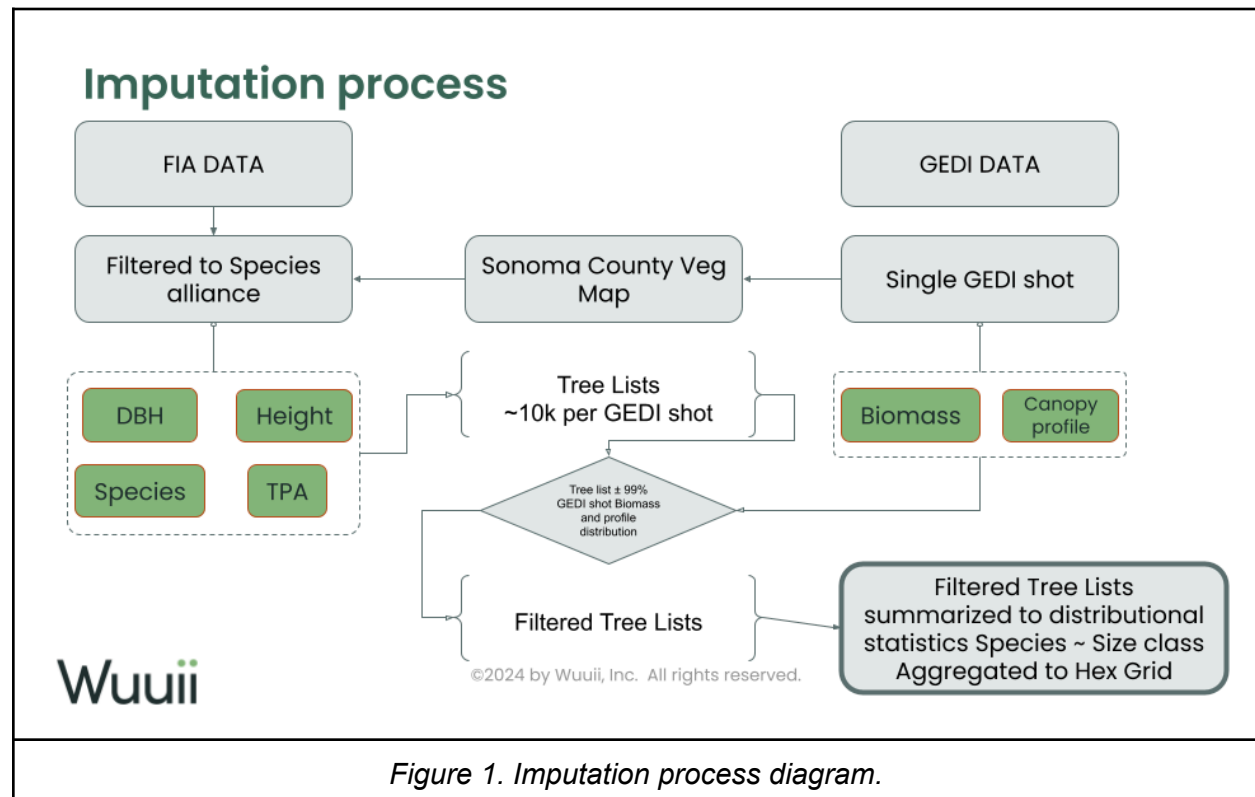 Imputation process
FIA DATA
GEDI DATA
Filtered to Species
alliance
Sonoma County Veg
Map
Single GEDI shot
DBH
Height
Species
TPA
Tree Lists
~10k per GEDI shot
Biomass
Canopy
profile
Tree list ± 99%
GEDI shot Biomass
and profile
distribution
Filtered Tree Lists
Filtered Tree Lists
summarized to distributional
statistics Species ~ Size class
Aggregated to Hex Grid
Wuuii
©2024 by Wuuii, Inc. All rights reserved.
Figure 1. Imputation process diagram.